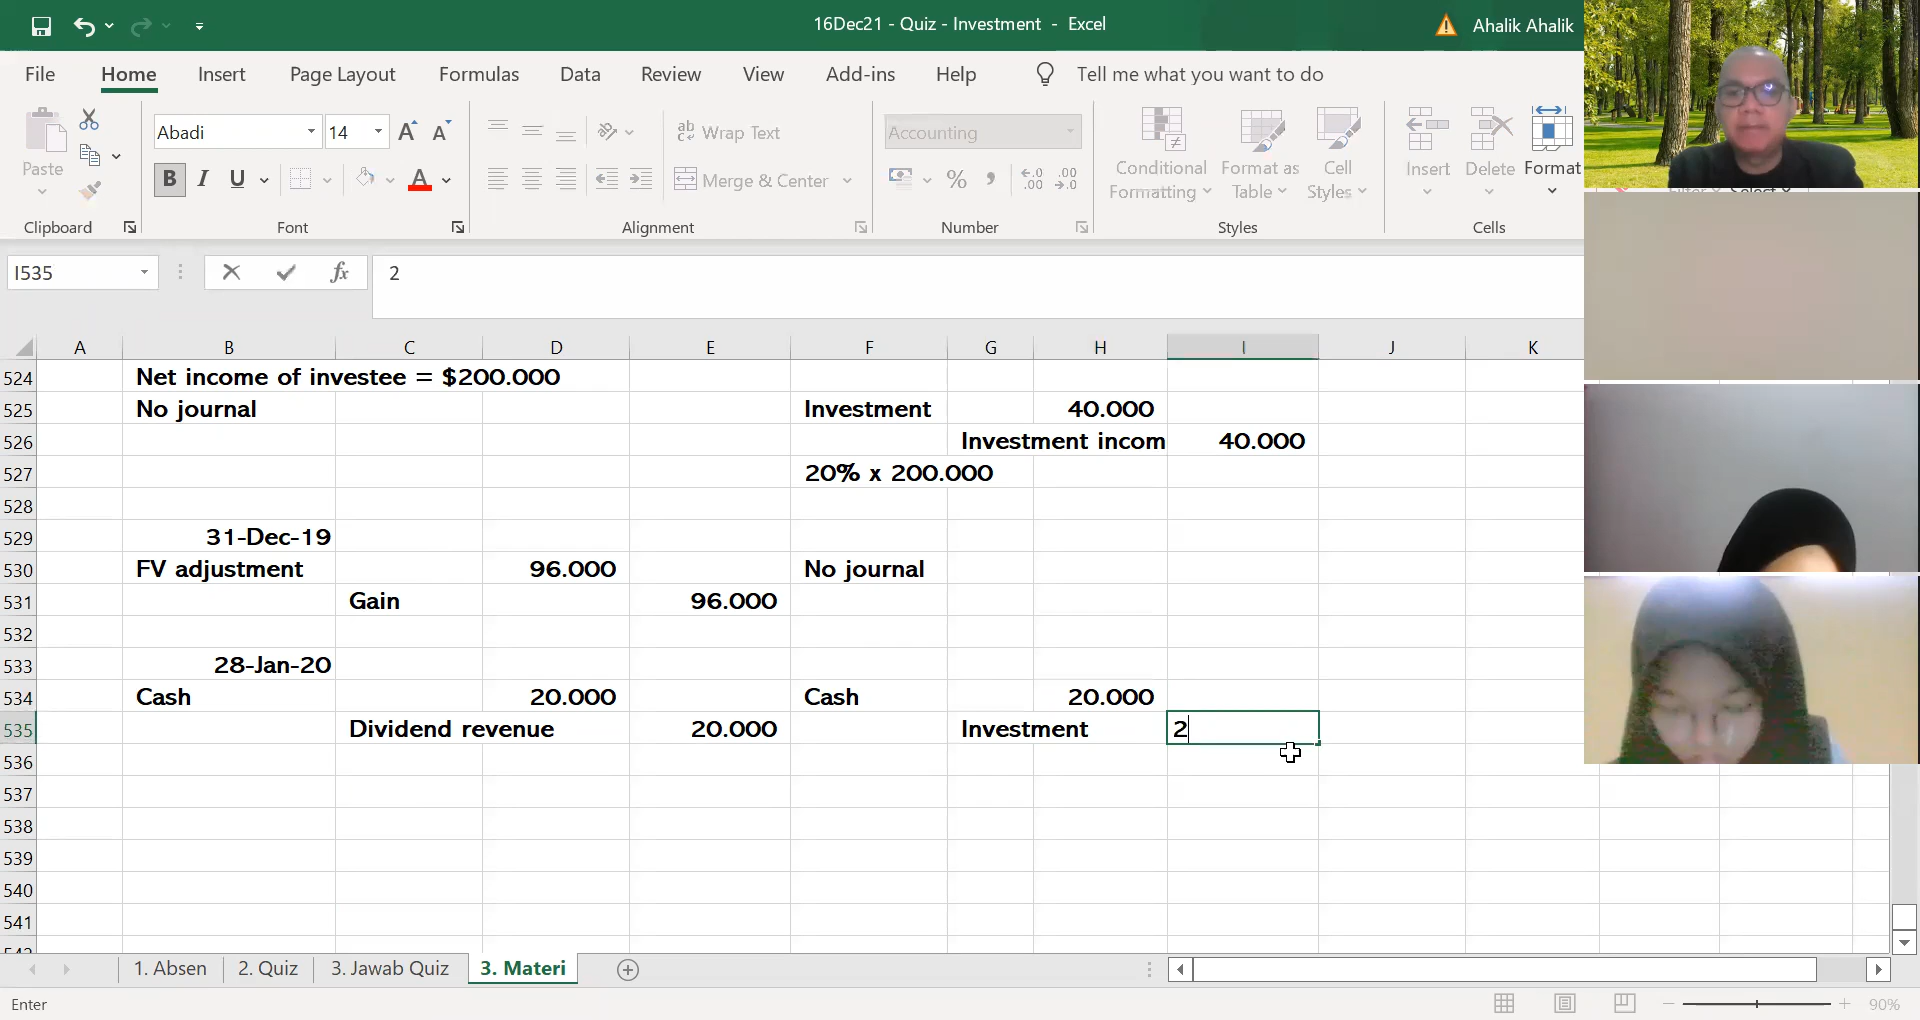 16Dec21 - Quiz - Investment - Excel
Ahalik Ahalik
File Home Insert Page Layout Formulas Data Review View Add-ins Help Tell me what you want to do
Paste
Clipboard
Abadi 14
B I U A
Font
ab Wrap Text
Merge & Center
Alignment
Accounting
%
Number
Conditional Formatting
Format as Table
Cell Styles
Styles
Insert Delete Format
Cells
I535 fx 2
A B C D E F G H I J K
524 Net income of investee = $200.000
525 No journal Investment 40.000
526 Investment incom 40.000
527 20% x 200.000
528
529 31-Dec-19
530 FV adjustment 96.000 No journal
531 Gain 96.000
532
533 28-Jan-20
534 Cash 20.000 Cash 20.000
535 Dividend revenue 20.000 Investment 2
536
537
538
539
540
541
1. Absen 2. Quiz 3. Jawab Quiz 3. Materi
Enter 90%